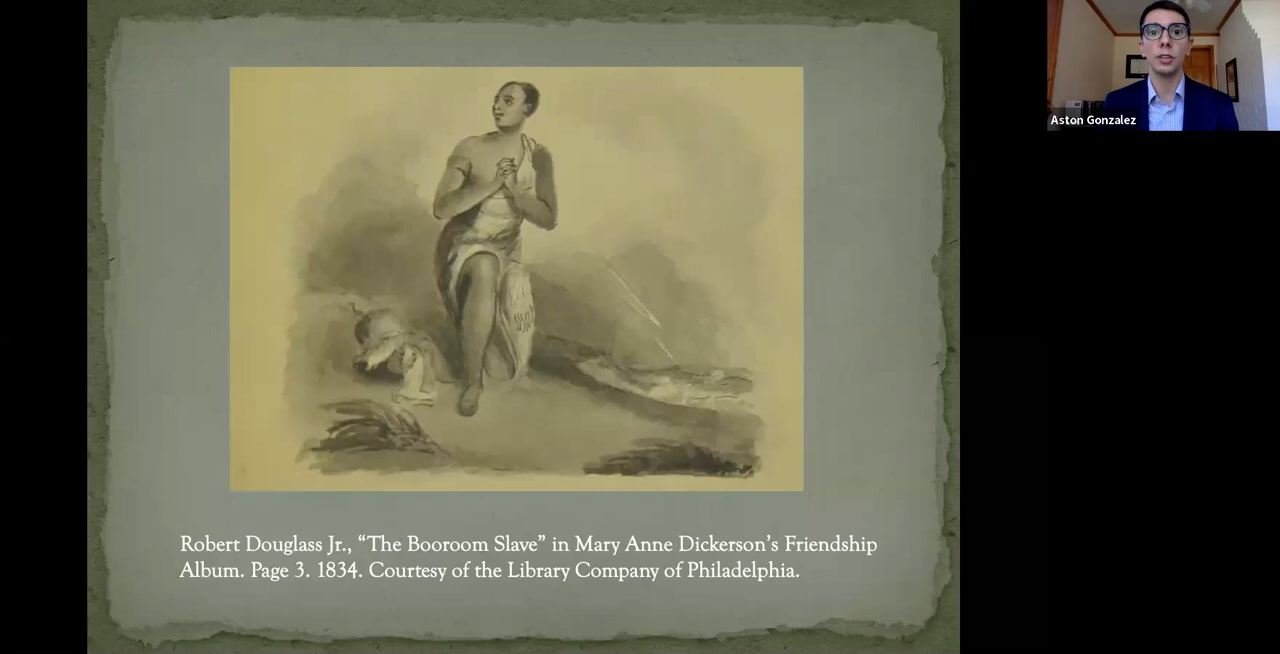 Aston Gonzalez
Robert Douglass Jr., “The Booroom Slave” in Mary Anne Dickerson’s Friendship
Album. Page 3. 1834. Courtesy of the Library Company of Philadelphia.